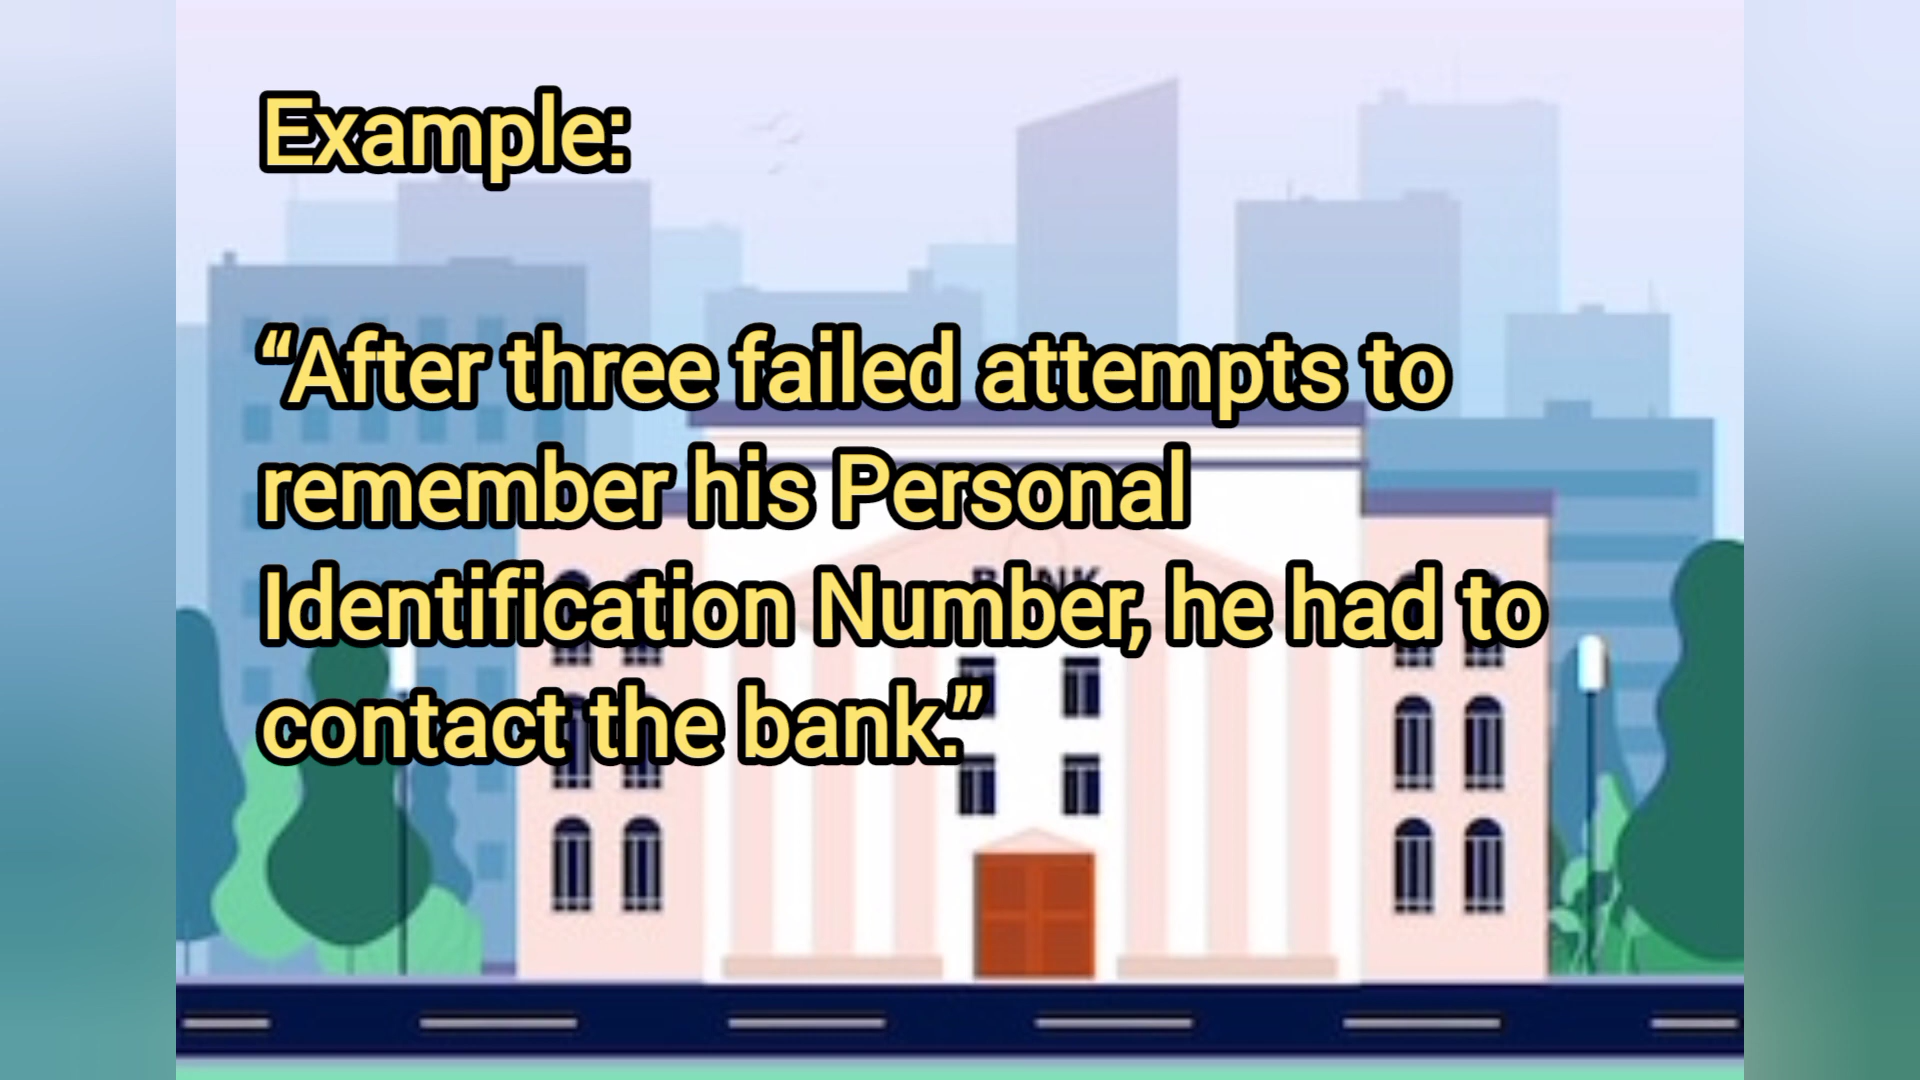 Example:
“After three failed attempts to
remember his Personal
Identification Number, he had to
contact the bank.”